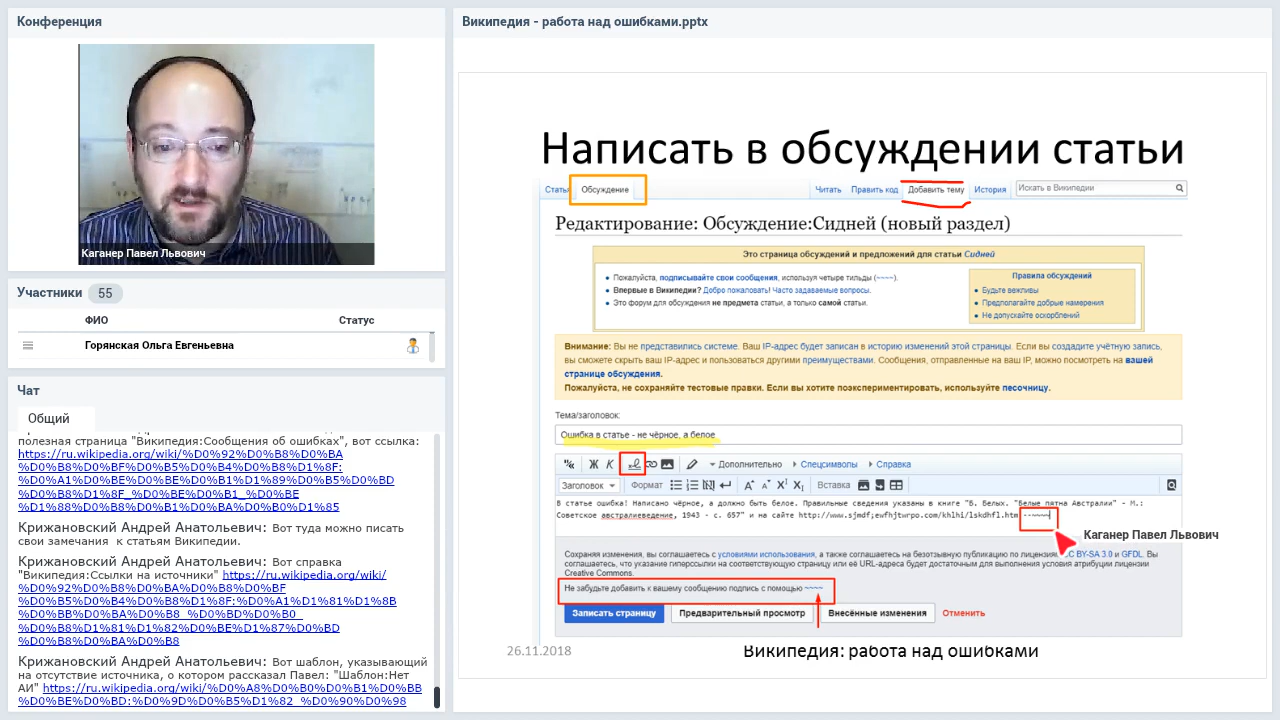 Конференция
Каганер Павел Львович
Участники 55
ФИО Статус
Горянская Ольга Евгеньевна
Чат
Общий
полезная страница "Википедия:Сообщения об ошибках", вот ссылка:
https://ru.wikipedia.org/wiki/%D0%92%D0%B8%D0%BA
%D0%B8%D0%BF%D0%B5%D0%B4%D0%B8%D1%8F:
%D0%A1%D0%BE%D0%BE%D0%B1%D1%89%D0%B5%D0%BD
%D0%B8%D1%8F_%D0%BE%D0%B1_%D0%BE
%D1%88%D0%B8%D0%B1%D0%BA%D0%B0%D1%85
Крижановский Андрей Анатольевич: Вот туда можно писать
свои замечания к статьям Википедии.
Крижановский Андрей Анатольевич: Вот справка
"Википедия:Ссылки на источники" https://ru.wikipedia.org/wiki/
%D0%92%D0%B8%D0%BA%D0%B8%D0%BF
%D0%B5%D0%B4%D0%B8%D1%8F:%D0%A1%D1%81%D1%8B
%D0%BB%D0%BA%D0%B8_%D0%BD%D0%B0_
%D0%B8%D1%81%D1%82%D0%BE%D1%87%D0%BD
%D0%B8%D0%BA%D0%B8
Крижановский Андрей Анатольевич: Вот шаблон, указывающий
на отсутствие источника, о котором рассказал Павел: "Шаблон:Нет
АИ" https://ru.wikipedia.org/wiki/%D0%A8%D0%B0%D0%B1%D0%BB
%D0%BE%D0%BD:%D0%9D%D0%B5%D1%82_%D0%90%D0%98
Википедия - работа над ошибками.pptx
Написать в обсуждении статьи
Статья Обсуждение Читать Править код Добавить тему История Искать в Википедии
Редактирование: Обсуждение:Сидней (новый раздел)
Это страница обсуждений и предложений для статьи Сидней
Пожалуйста, подписывайте свои сообщения, используя четыре тильды (~~~~).
Впервые в Википедии? Добро пожаловать! Часто задаваемые вопросы.
Это форум для обсуждения не предмета статьи, а только самой статьи.
Правила обсуждений
Будьте вежливы
Предполагайте добрые намерения
Не допускайте оскорблений
Внимание: Вы не представились системе. Ваш IP-адрес будет записан в историю изменений этой страницы. Если вы создадите учётную запись,
вы сможете скрыть ваш IP-адрес и пользоваться другими преимуществами. Сообщения, отправленные на ваш IP, можно посмотреть на вашей
странице обсуждения.
Пожалуйста, не сохраняйте тестовые правки. Если вы хотите поэкспериментировать, используйте песочницу.
Тема/заголовок:
Ошибка в статье - не чёрное, а белое
Ж К Дополнительно Спецсимволы Справка
Заголовок Формат Вставка
В статье ошибка! Написано чёрное, а должно быть белое. Правильные сведения указаны в книге "Б. Белых. "Белые пятна Австралии" - М.:
Советское австралиеведение, 1943 - с. 657" и на сайте http://www.sjmdf;ewfhjtwrpo.com/khlhi/lskdhfl.htm --~~~~
Каганер Павел Львович
Сохраняя изменения, вы соглашаетесь с условиями использования, а также соглашаетесь на безотзывную публикацию по лицензиям CC BY-SA 3.0 и GFDL. Вы
соглашаетесь, что указание гиперссылки на соответствующую страницу или её URL-адреса будет достаточным для выполнения условия атрибуции лицензии
Creative Commons.
Не забудьте добавить к вашему сообщению подпись с помощью ~~~~
Записать страницу Предварительный просмотр Внесённые изменения Отменить
26.11.2018 Википедия: работа над ошибками